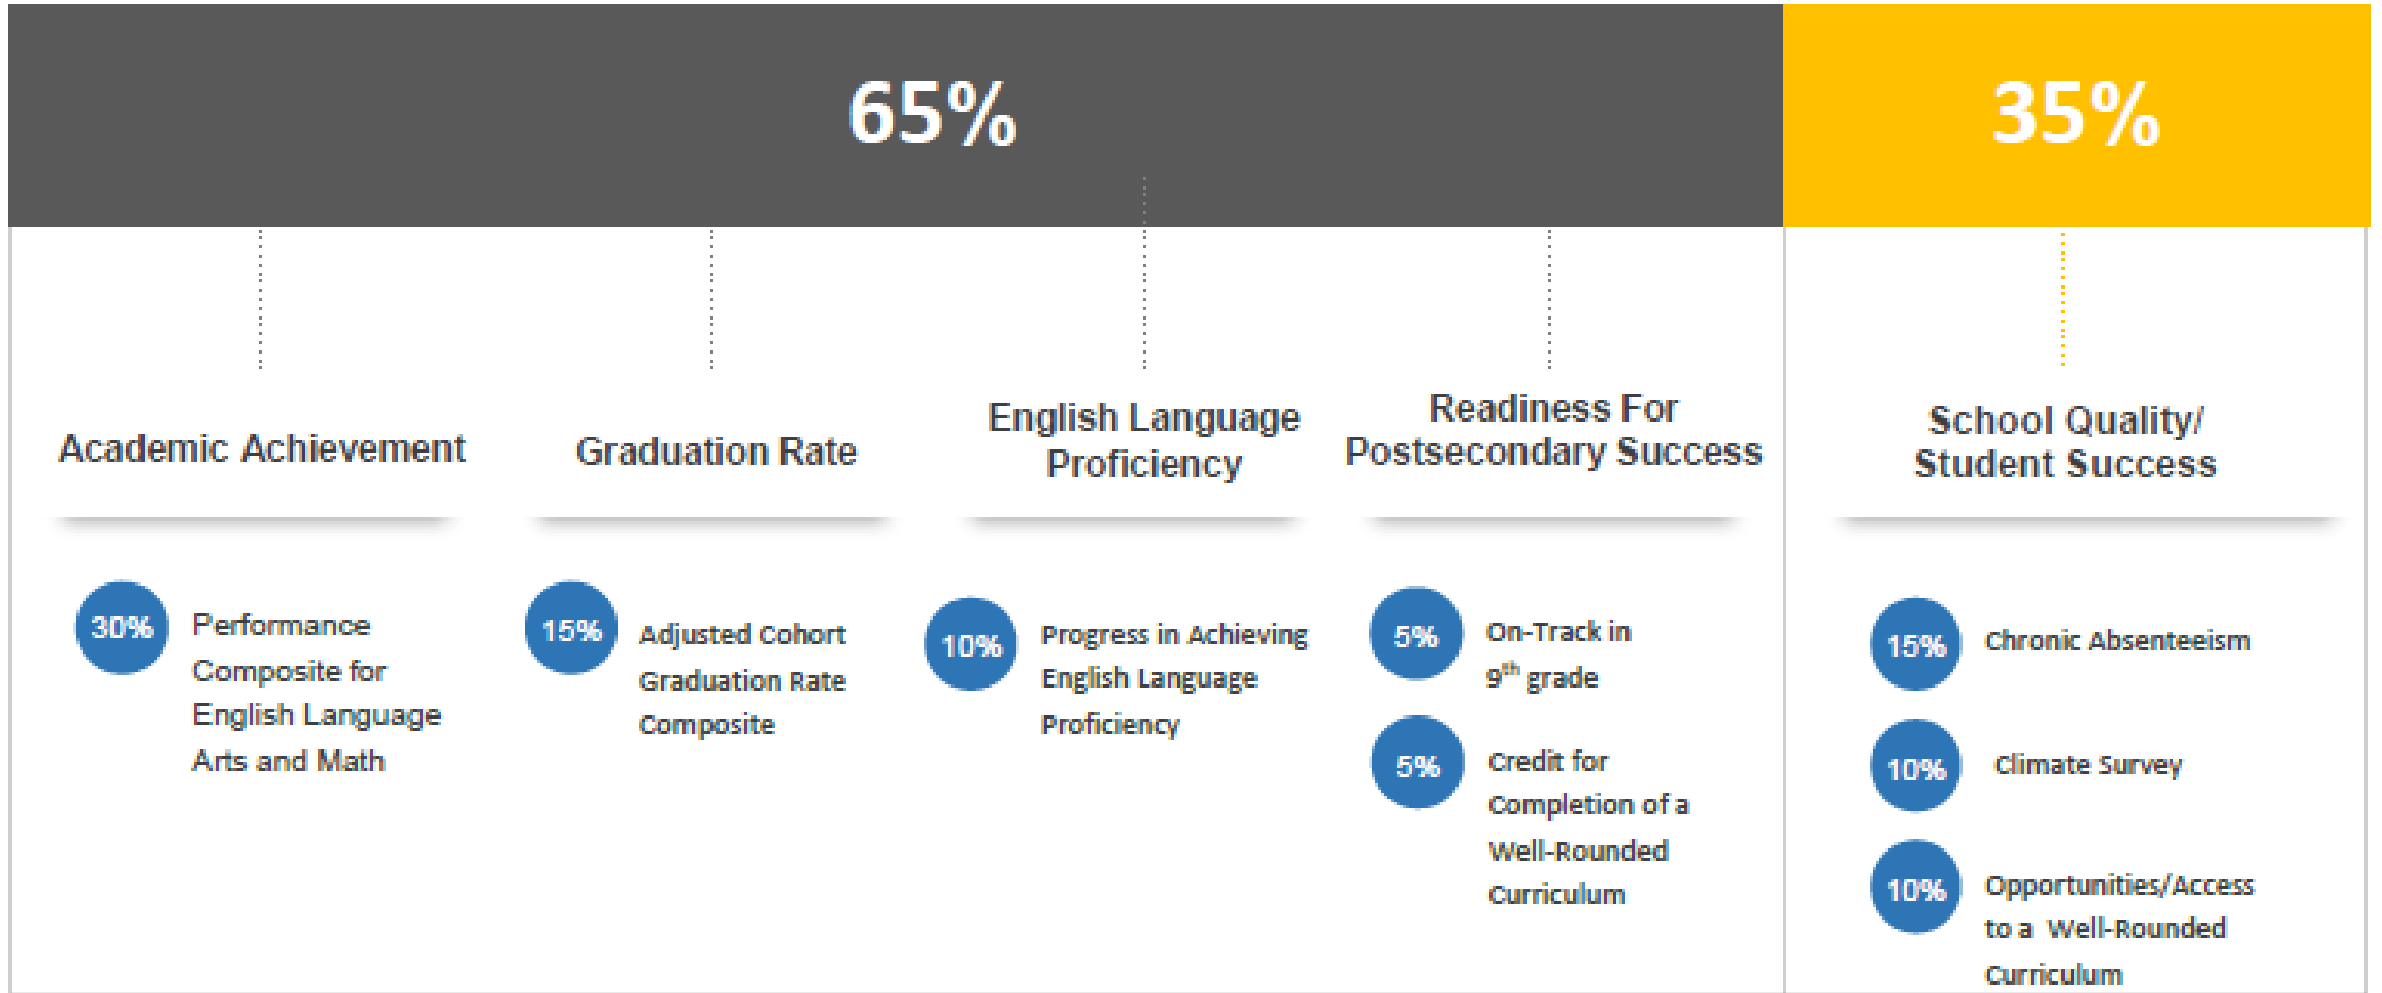 65%
35%
Academic Achievement
30%
Performance
Composite for
English Language
Arts and Math
Graduation Rate
15%
Adjusted Cohort
Graduation Rate
Composite
English Language
Proficiency
10%
Progress in Achieving
English Language
Proficiency
Readiness For
Postsecondary Success
5%
On-Track in
9th grade
5%
Credit for
Completion of a
Well-Rounded
Curriculum
School Quality/
Student Success
15%
Chronic Absenteeism
10%
Climate Survey
10%
Opportunities/Access
to a Well-Rounded
Curriculum